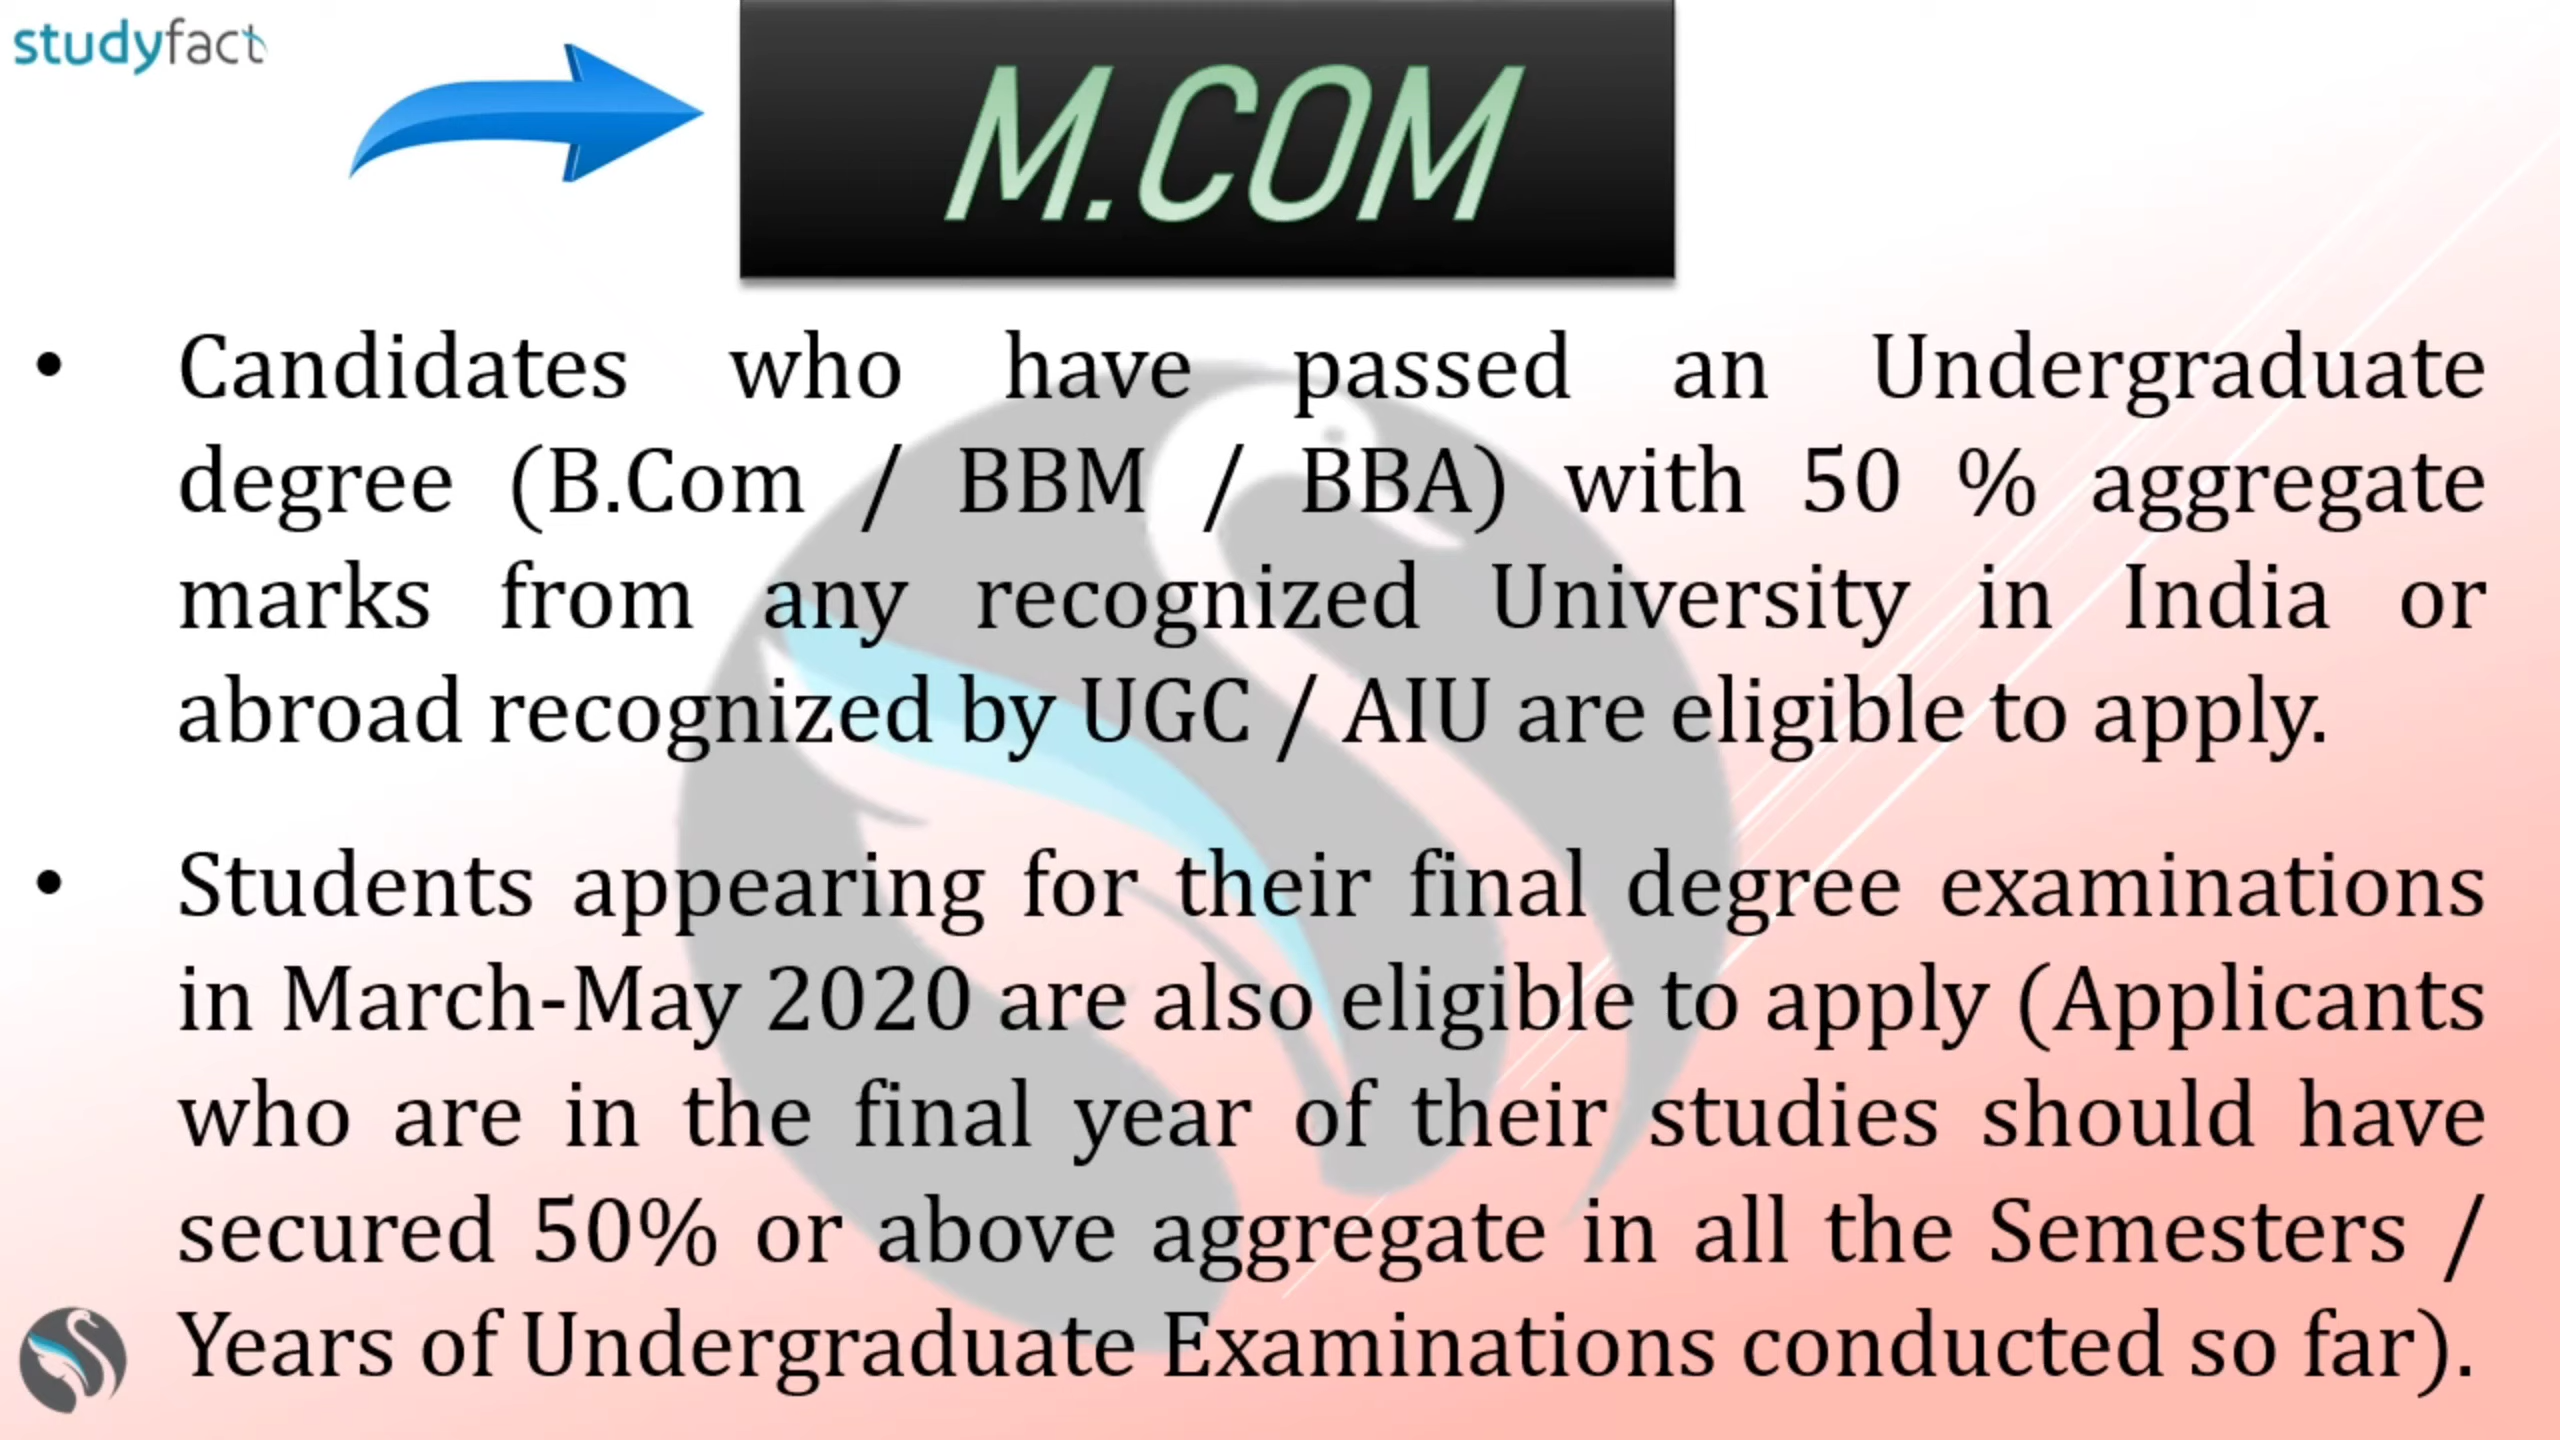 studyfact
M.COM
• Candidates who have passed an Undergraduate
degree (B.Com / BBM / BBA) with 50 % aggregate
marks from any recognized University in India or
abroad recognized by UGC / AIU are eligible to apply.
• Students appearing for their final degree examinations
in March-May 2020 are also eligible to apply (Applicants
who are in the final year of their studies should have
secured 50% or above aggregate in all the Semesters /
Years of Undergraduate Examinations conducted so far).